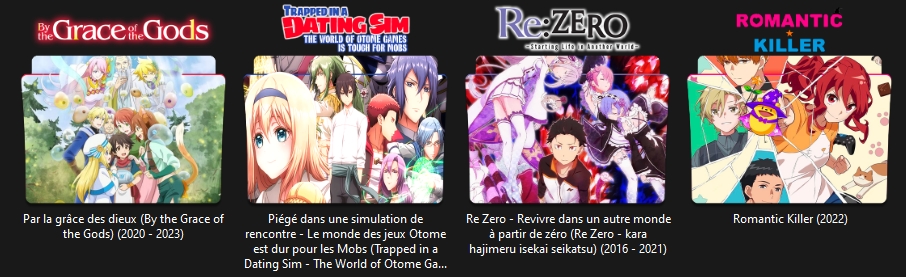 By the Grace of the Gods
TRAPPED IN A
DATING SIM
THE WORLD OF OTOME GAMES
IS TOUGH FOR MOBS
Re:ZERO
~Starting Life in Another World~
ROMANTIC
KILLER
Par la grâce des dieux (By the Grace of
the Gods) (2020 - 2023)
Piégé dans une simulation de
rencontre - Le monde des jeux Otome
est dur pour les Mobs (Trapped in a
Dating Sim - The World of Otome Ga...
Re Zero - Revivre dans un autre monde
à partir de zéro (Re Zero - kara
hajimeru isekai seikatsu) (2016 - 2021)
Romantic Killer (2022)